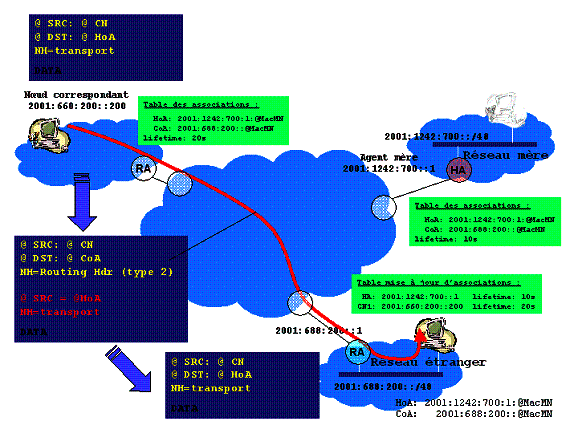 @ SRC: @ CN
@ DST: @ HoA
NH=transport
DATA
Nœud correspondant
2001:660:200::200
Table des associations :
HoA: 2001:1242:700:1:@MacMN
CoA: 2001:688:200::@MacMN
lifetime: 20s
RA
2001:1242:700::/48
Réseau mère
Agent mère
2001:1242:700::1
HA
Table des associations :
HoA: 2001:1242:700:1:@MacMN
CoA: 2001:688:200::@MacMN
lifetime: 10s
@ SRC: @ CN
@ DST: @ CoA
NH=Routing Hdr (type 2)
@ SRC = @HoA
NH=transport
DATA
Table mise à jour d'associations :
HA: 2001:1242:700::1 lifetime: 10s
CN1: 2001:660:200::200 lifetime: 20s
2001:688:200::1
RA
Réseau étranger
2001:688:200::/48
@ SRC: @ CN
@ DST: @ HoA
NH=transport
DATA
HoA: 2001:1242:700:1:@MacMN
CoA: 2001:688:200::@MacMN